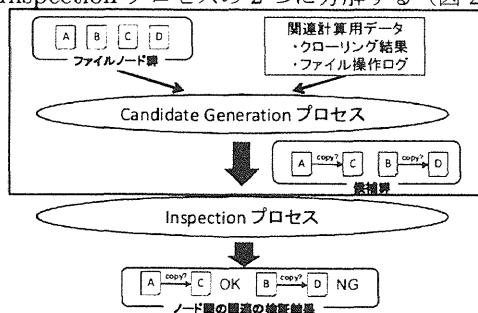 Inspection プロセスの 2 つに分解する（図 2
A B C D
ファイルノード群
関連計算用データ
・クローリング結果
・ファイル操作ログ
Candidate Generation プロセス
A copy? C B copy? D
候補群
Inspection プロセス
A copy? C OK B copy? D NG
ノード間の関連の検証結果